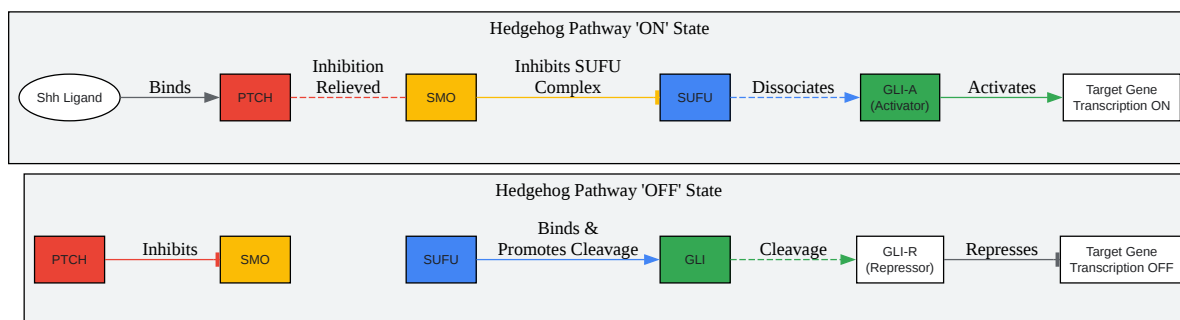 Hedgehog Pathway 'ON' State
Shh Ligand
Binds
PTCH
Inhibition
Relieved
SMO
Inhibits SUFU
Complex
SUFU
Dissociates
GLI-A
(Activator)
Activates
Target Gene
Transcription ON
Hedgehog Pathway 'OFF' State
PTCH
Inhibits
SMO
SUFU
Binds &
Promotes Cleavage
GLI
Cleavage
GLI-R
(Repressor)
Represses
Target Gene
Transcription OFF